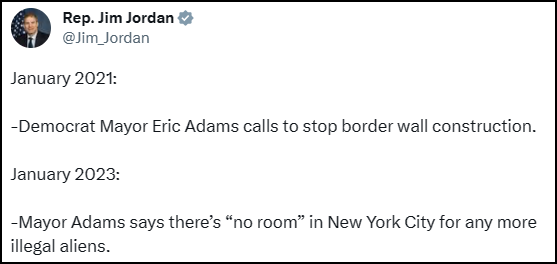 Rep. Jim Jordan
@Jim_Jordan
January 2021:
-Democrat Mayor Eric Adams calls to stop border wall construction.
January 2023:
-Mayor Adams says there's “no room” in New York City for any more
illegal aliens.